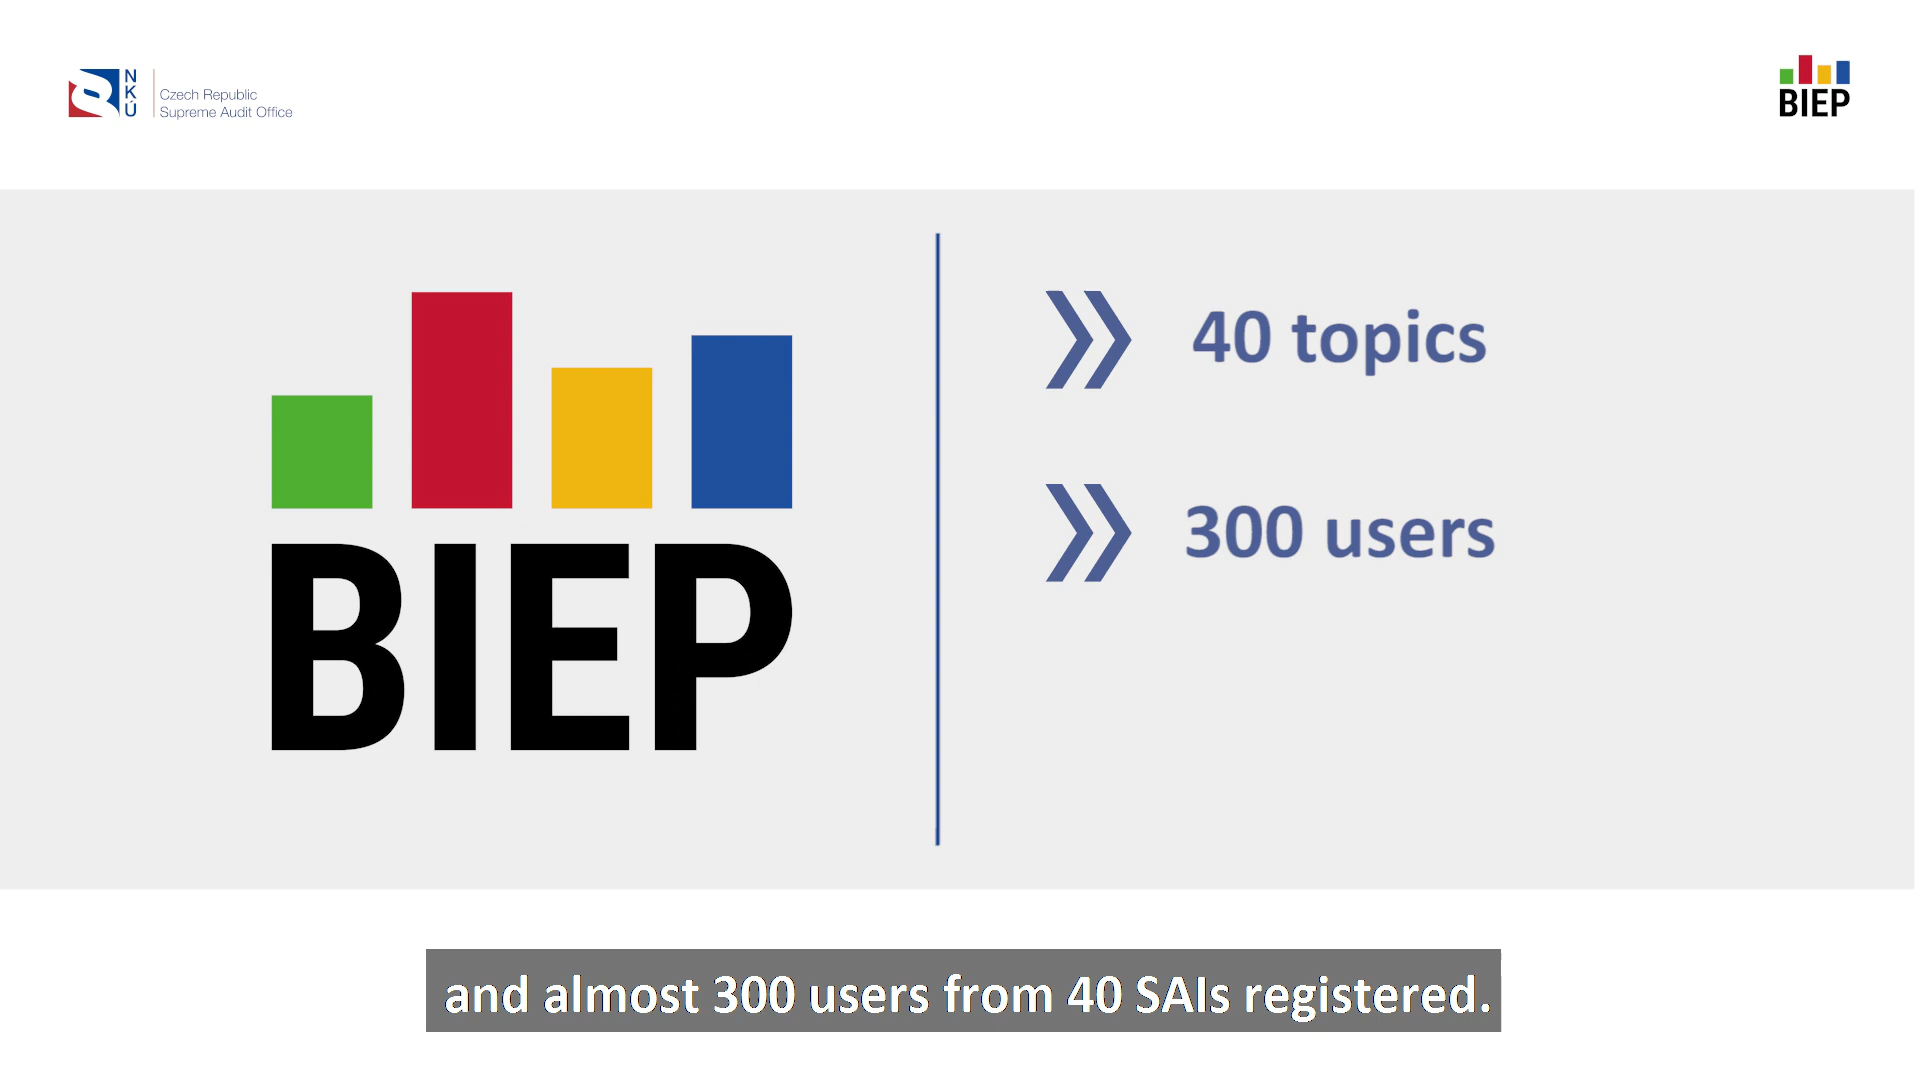 NKÚ
Czech Republic
Supreme Audit Office
BIEP
BIEP
40 topics
300 users
and almost 300 users from 40 SAIs registered.